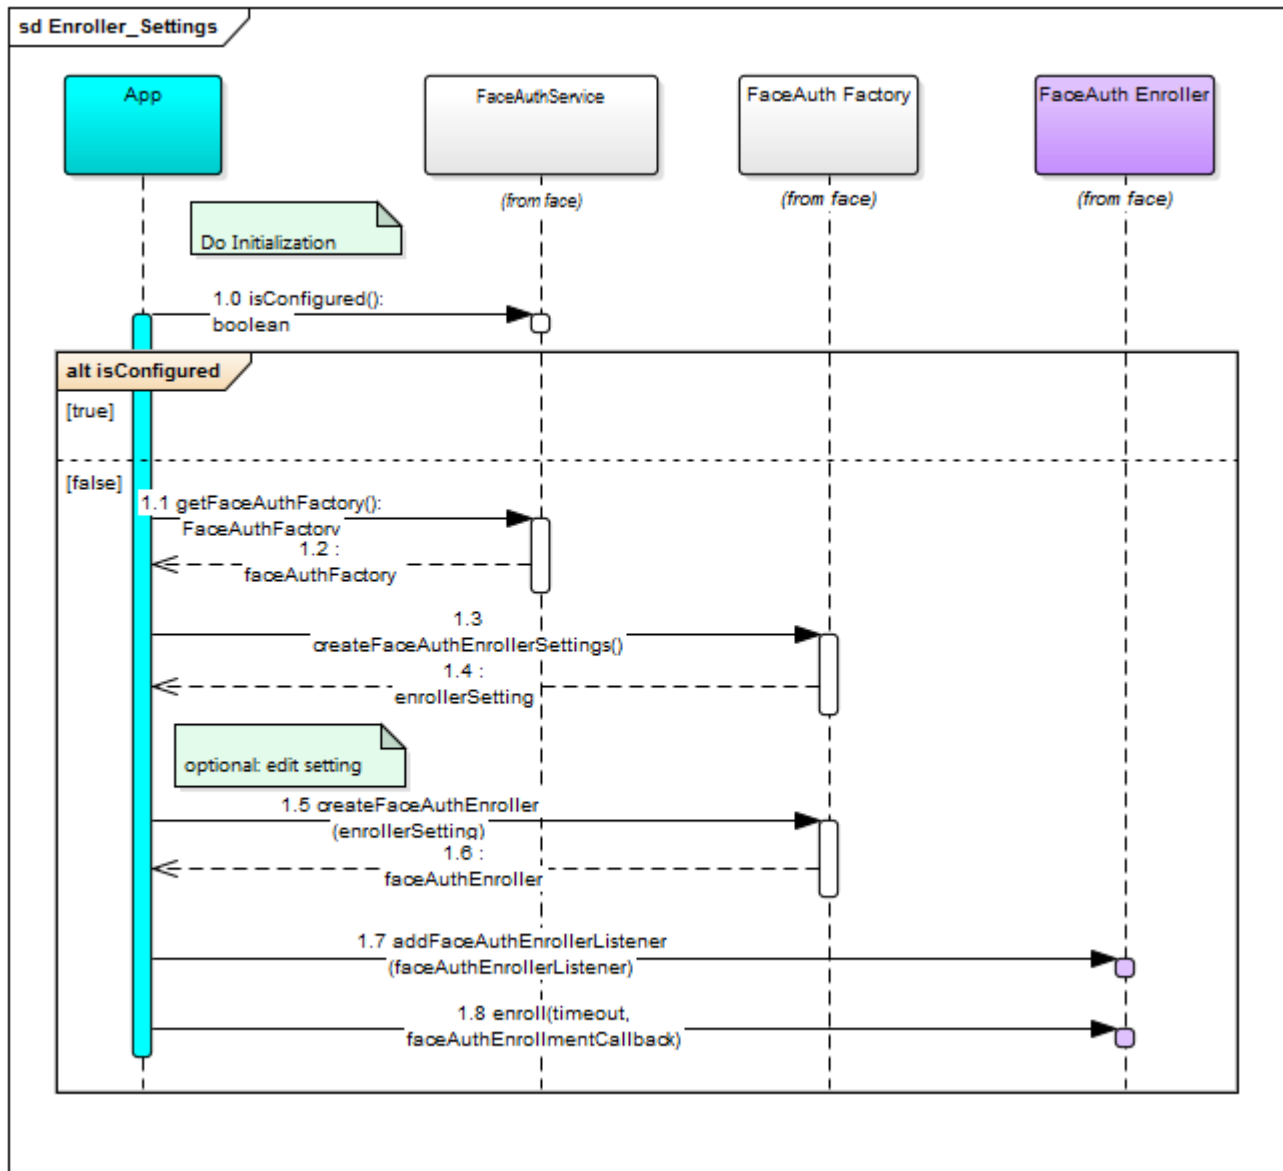 sd Enroller_Settings
App
FaceAuthService
FaceAuth Factory
FaceAuth Enroller
(from face)
(from face)
(from face)
Do Initialization
1.0 isConfigured():
boolean
alt isConfigured
[true]
[false]
1.1 getFaceAuthFactory():
FaceAuthFactory
1.2 :
faceAuthFactory
1.3
createFaceAuthEnrollerSettings()
1.4 :
enrollerSetting
optional: edit setting
1.5 createFaceAuthEnroller
(enrollerSetting)
1.6 :
faceAuthEnroller
1.7 addFaceAuthEnrollerListener
(faceAuthEnrollerListener)
1.8 enroll(timeout,
faceAuthEnrollmentCallback)